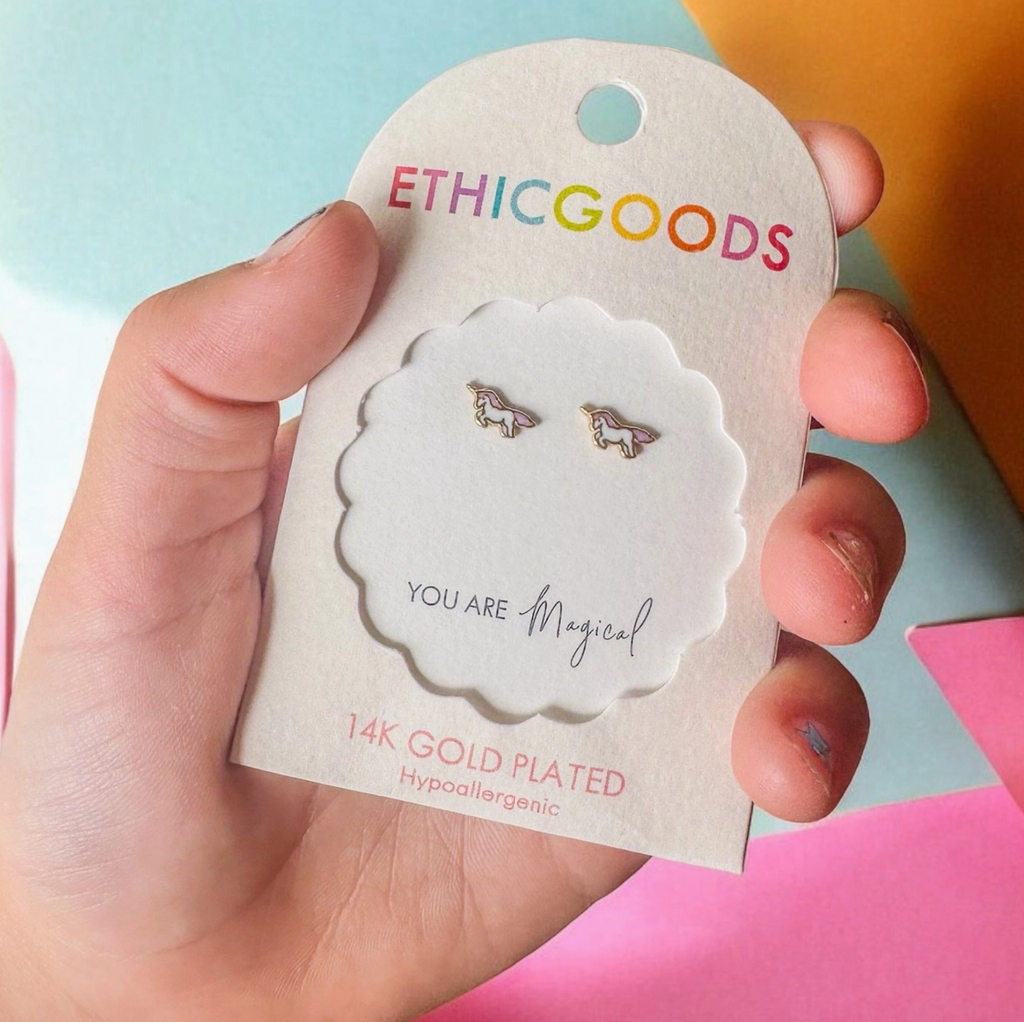 ETHICGOODS
YOU ARE Magical
14K GOLD PLATED
Hypoallergenic